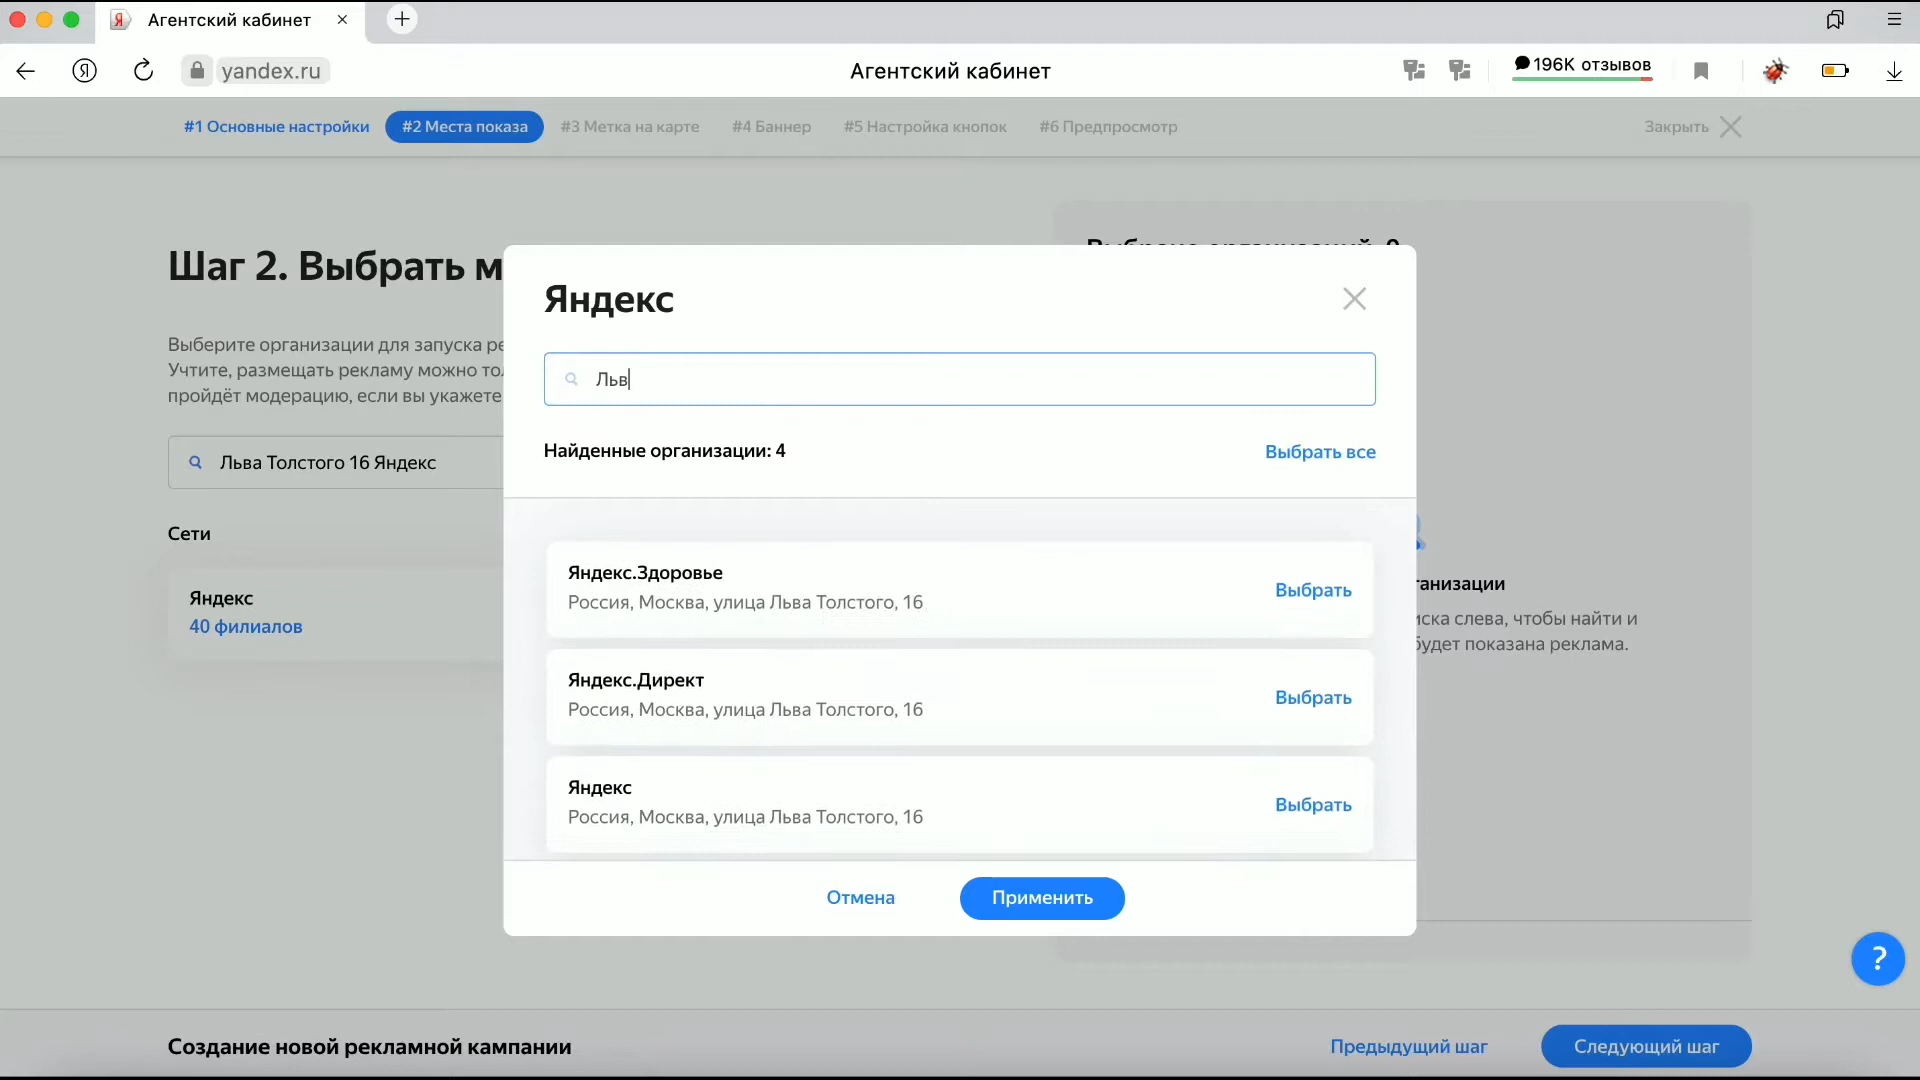 Агентский кабинет
yandex.ru
Агентский кабинет
196K отзывов
#1 Основные настройки
#2 Места показа
#3 Метка на карте
#4 Баннер
#5 Настройка кнопок
#6 Предпросмотр
Закрыть
Шаг 2. Выбрать м
Выберите организации для запуска ре
Учтите, размещать рекламу можно то
пройдёт модерацию, если вы укажете
Льва Толстого 16 Яндекс
Сети
Яндекс
40 филиалов
Яндекс
Льв
Найденные организации: 4
Выбрать все
Яндекс.Здоровье
Россия, Москва, улица Льва Толстого, 16
Выбрать
Яндекс.Директ
Россия, Москва, улица Льва Толстого, 16
Выбрать
Яндекс
Россия, Москва, улица Льва Толстого, 16
Выбрать
Отмена
Применить
ганизации
иска слева, чтобы найти и
будет показана реклама.
?
Создание новой рекламной кампании
Предыдущий шаг
Следующий шаг